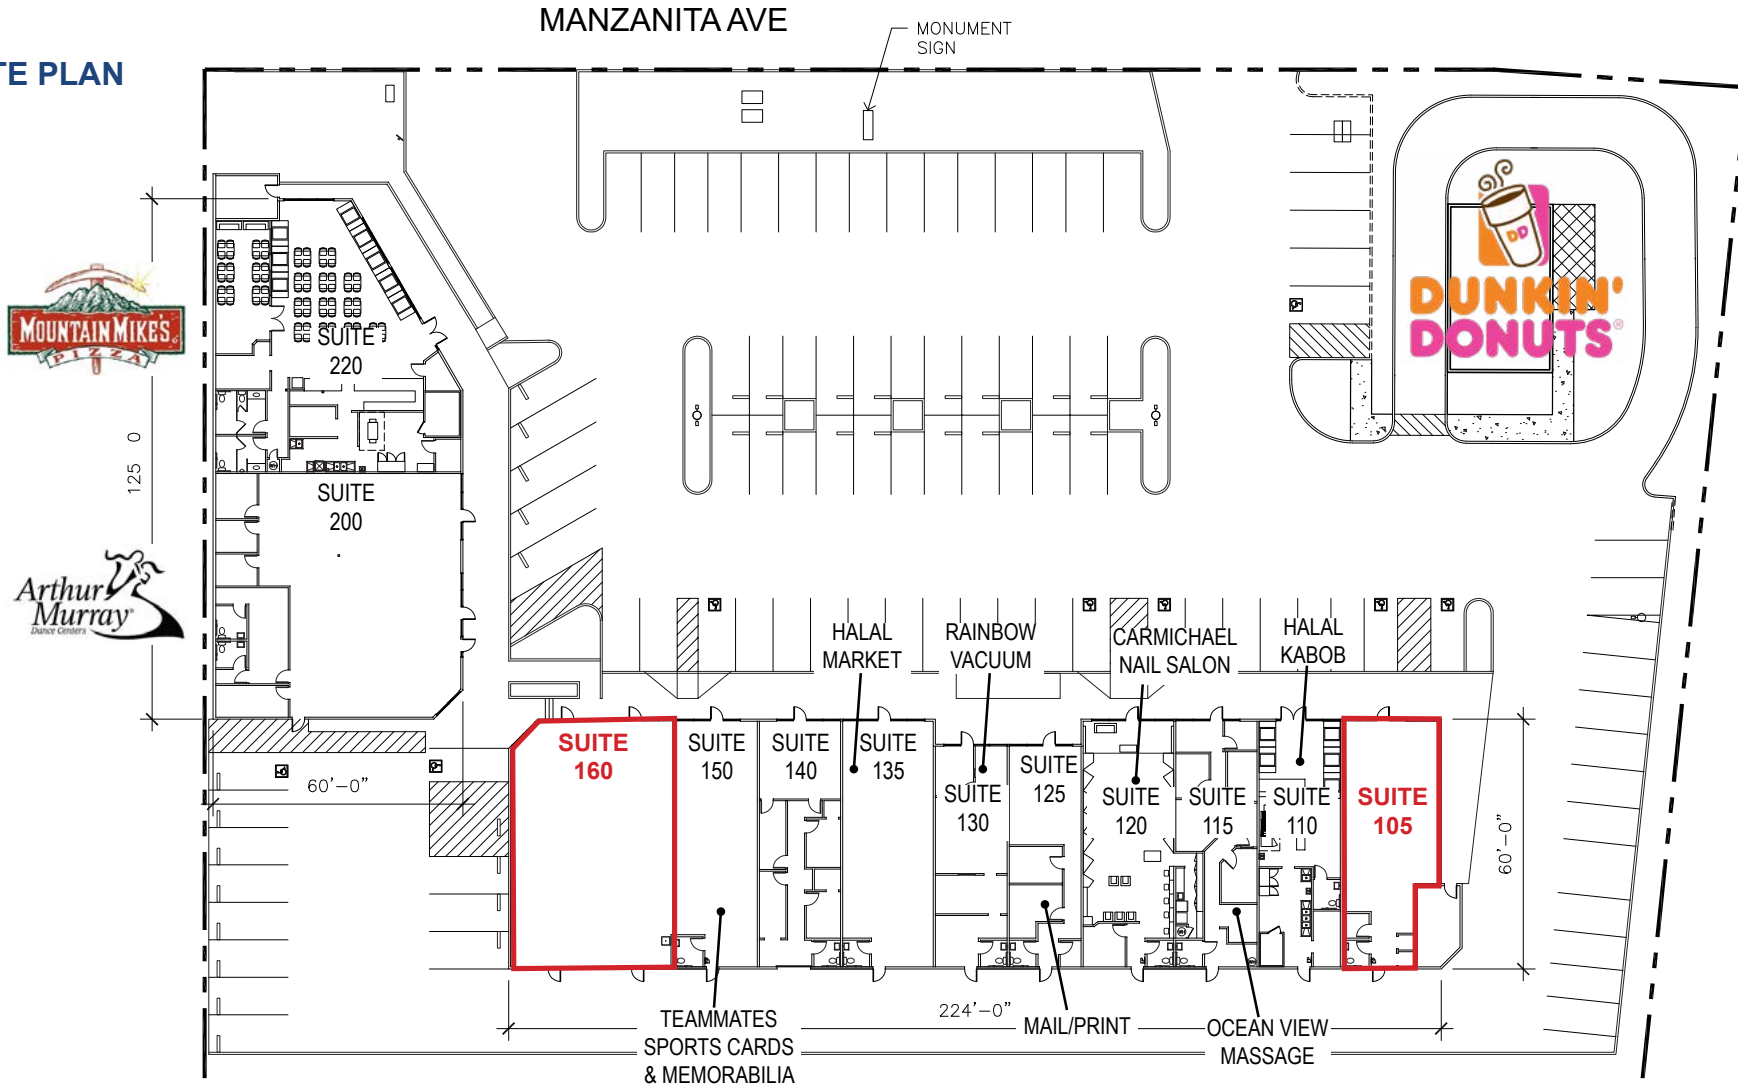 MANZANITA AVE
MONUMENT
SIGN
TE PLAN
MOUNTAIN MIKE'S
PIZZA
DD
DUNKIN'
DONUTS®
SUITE
220
125 0
SUITE
200
Arthur
Murray
Dance Centers
HALAL
MARKET
RAINBOW
VACUUM
CARMICHAEL
NAIL SALON
HALAL
KABOB
60'-0"
SUITE
160
SUITE
150
SUITE
140
SUITE
135
SUITE
130
SUITE
125
SUITE
120
SUITE
115
SUITE
110
SUITE
105
60'-0"
224'-0"
TEAMMATES
SPORTS CARDS
& MEMORABILIA
MAIL/PRINT
OCEAN VIEW
MASSAGE